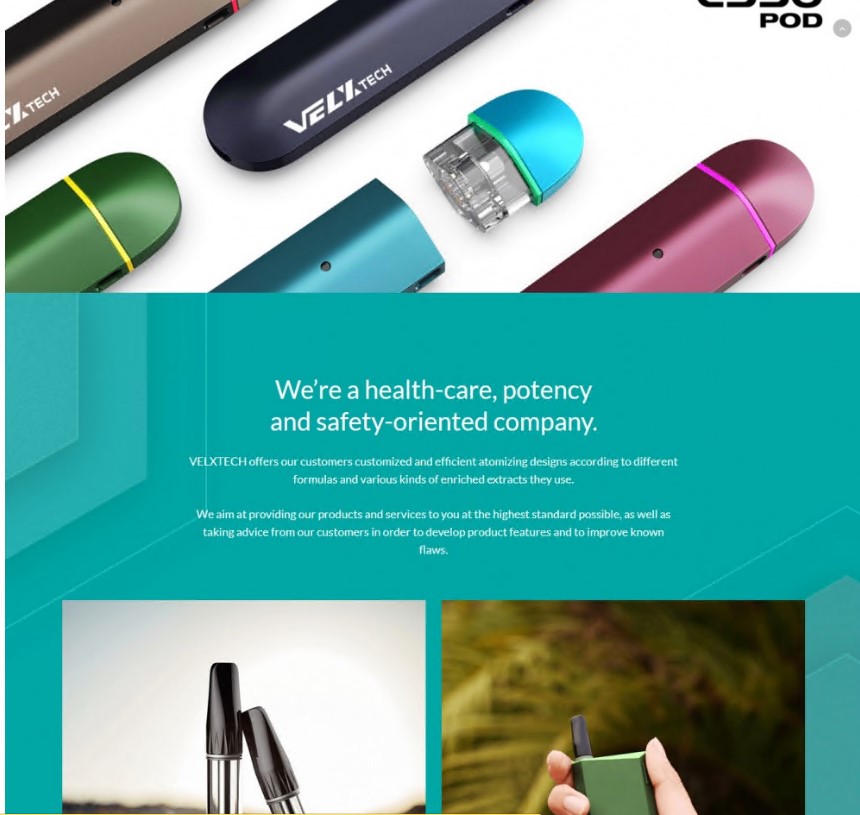 POD
VELXTECH
TECH
We're a health-care, potency
and safety-oriented company.
VELXTECH offers our customers customized and efficient atomizing designs according to different
formulas and various kinds of enriched extracts they use.
We aim at providing our products and services to you at the highest standard possible, as well as
taking advice from our customers in order to develop product features and to improve known
flaws.